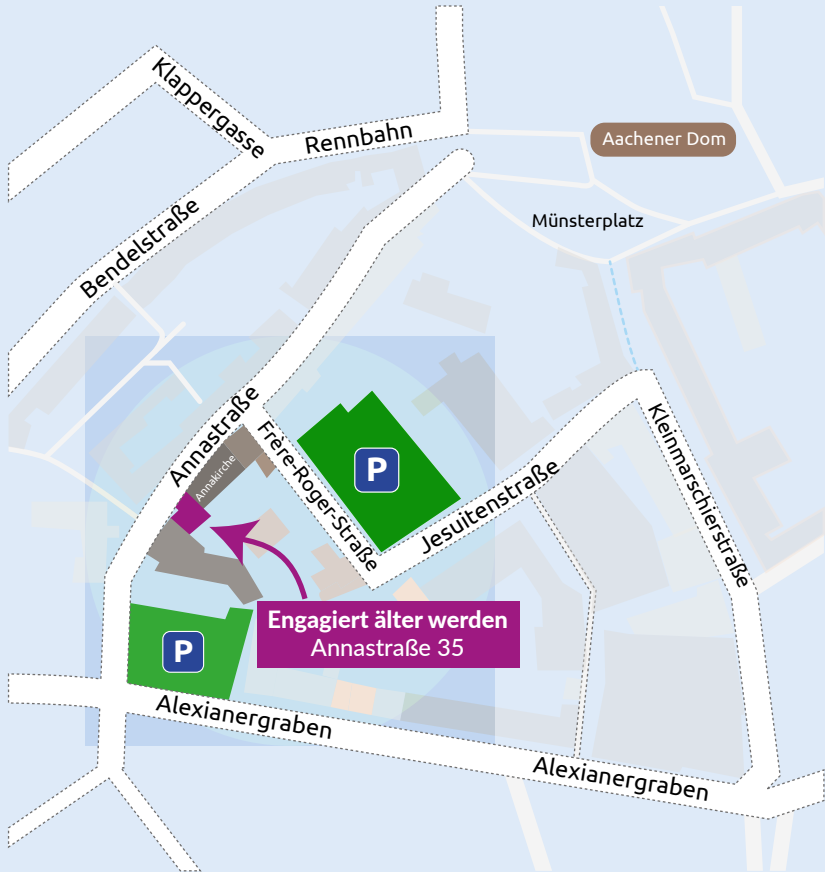 Klappergasse
Rennbahn
Aachener Dom
Münsterplatz
Bendelstraße
Annastraße
Annakirche
Frère-Roger-Straße
P
Jesuitenstraße
Kleinmarschierstraße
Engagiert älter werden
Annastraße 35
P
Alexianergraben
Alexianergraben